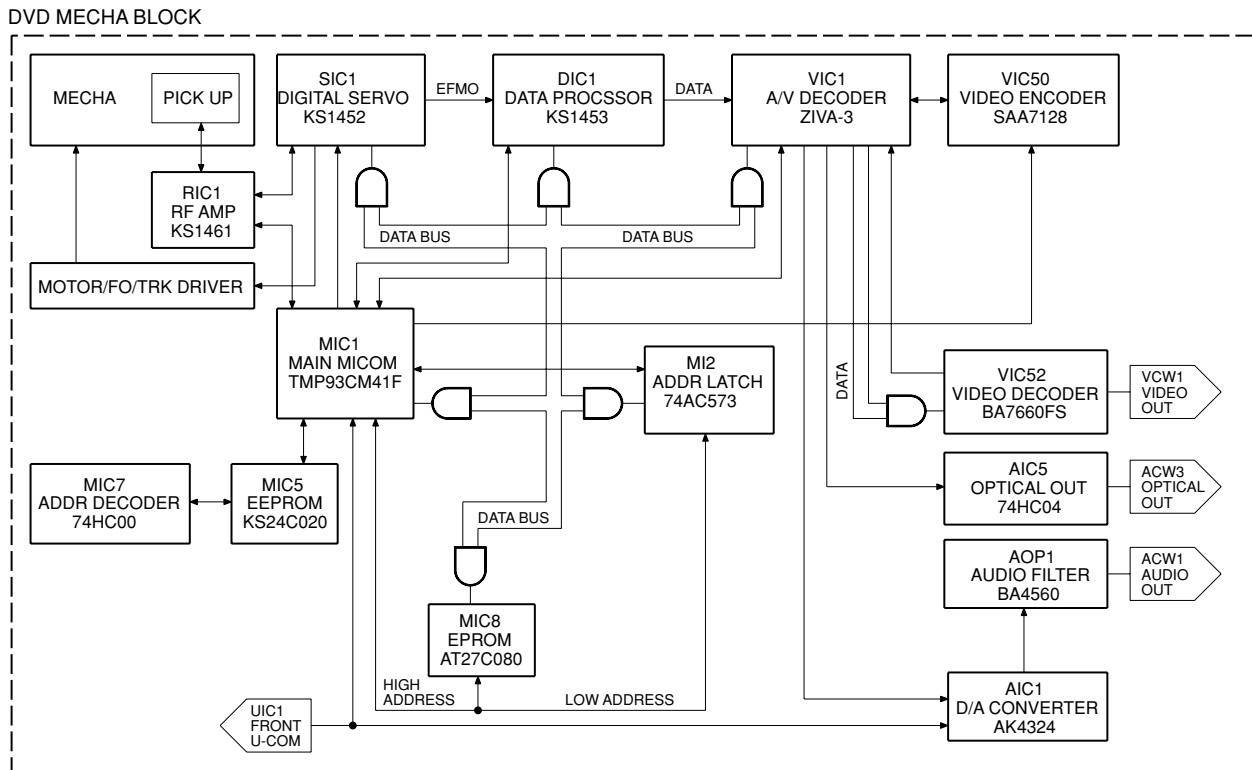 DVD MECHA BLOCK
MECHA
PICK UP
SIC1
DIGITAL SERVO
KS1452
EFMO
DIC1
DATA PROCSSOR
KS1453
DATA
VIC1
A/V DECODER
ZIVA-3
VIC50
VIDEO ENCODER
SAA7128
RIC1
RF AMP
KS1461
DATA BUS
DATA BUS
MOTOR/FO/TRK DRIVER
MIC1
MAIN MICOM
TMP93CM41F
MI2
ADDR LATCH
74AC573
DATA
VIC52
VIDEO DECODER
BA7660FS
VCW1
VIDEO
OUT
MIC7
ADDR DECODER
74HC00
MIC5
EEPROM
KS24C020
DATA BUS
AIC5
OPTICAL OUT
74HC04
ACW3
OPTICAL
OUT
AOP1
AUDIO FILTER
BA4560
ACW1
AUDIO
OUT
MIC8
EPROM
AT27C080
HIGH
ADDRESS
LOW ADDRESS
AIC1
D/A CONVERTER
AK4324
UIC1
FRONT
U-COM